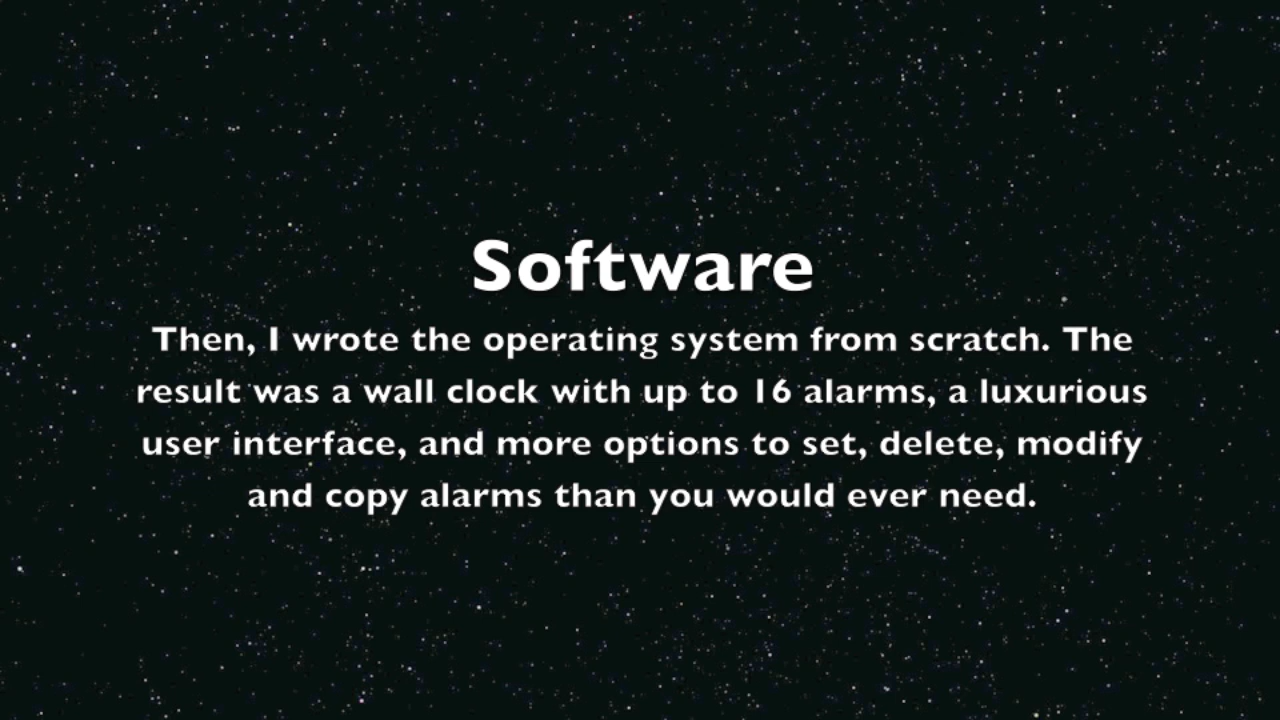 Software
Then, I wrote the operating system from scratch. The
result was a wall clock with up to 16 alarms, a luxurious
user interface, and more options to set, delete, modify
and copy alarms than you would ever need.